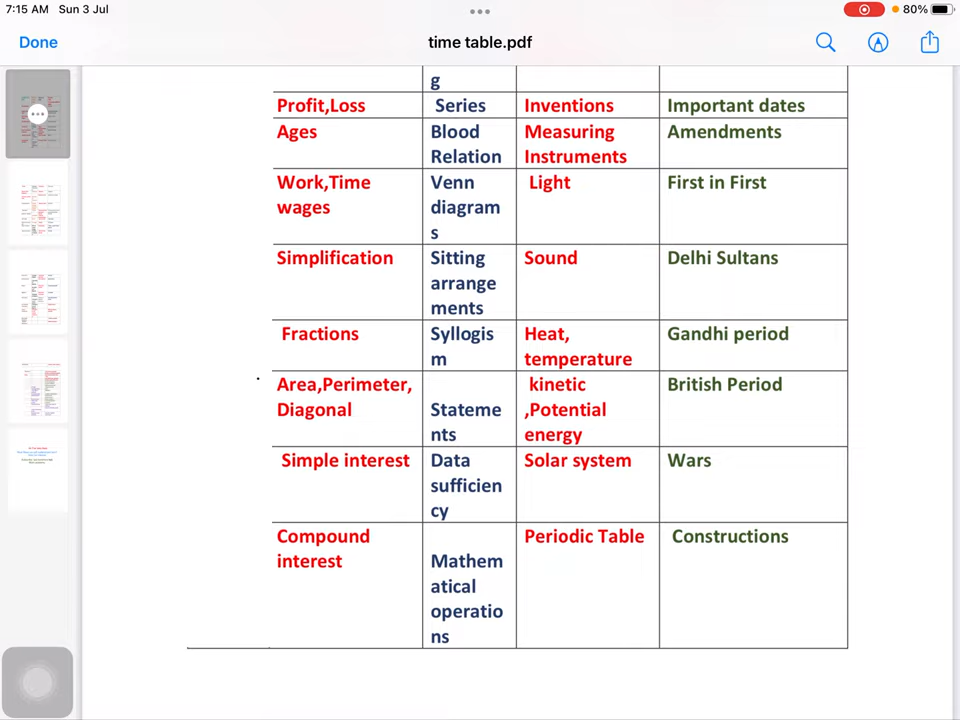 7:15 AM Sun 3 Jul
80%
Done
time table.pdf
g
Profit,Loss
Series
Inventions
Important dates
Ages
Blood
Relation
Measuring
Instruments
Amendments
Work,Time
wages
Venn
diagram
s
Light
First in First
Simplification
Sitting
arrange
ments
Sound
Delhi Sultans
Fractions
Syllogis
m
Heat,
temperature
Gandhi period
Area,Perimeter,
Diagonal
Stateme
nts
kinetic
,Potential
energy
British Period
Simple interest
Data
sufficien
cy
Solar system
Wars
Compound
interest
Mathem
atical
operatio
ns
Periodic Table
Constructions